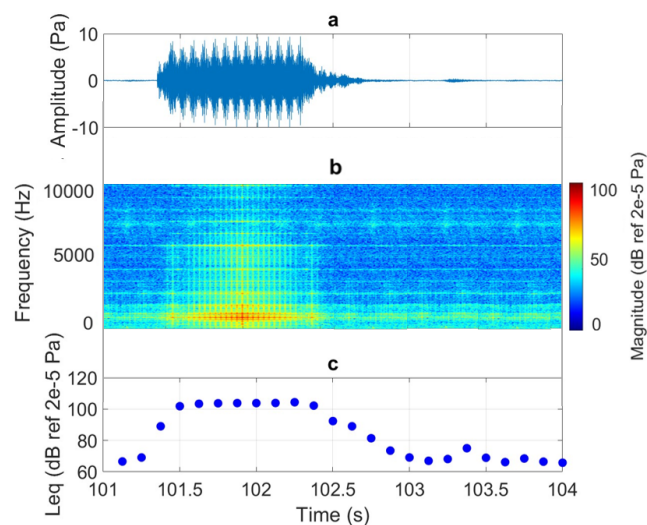 a
Amplitude (Pa)
10
0
-10
b
Frequency (Hz)
10000
5000
0
100
50
0
Magnitude (dB ref 2e-5 Pa)
c
Leq (dB ref 2e-5 Pa)
120
100
80
60
101
101.5
102
102.5
103
103.5
104
Time (s)